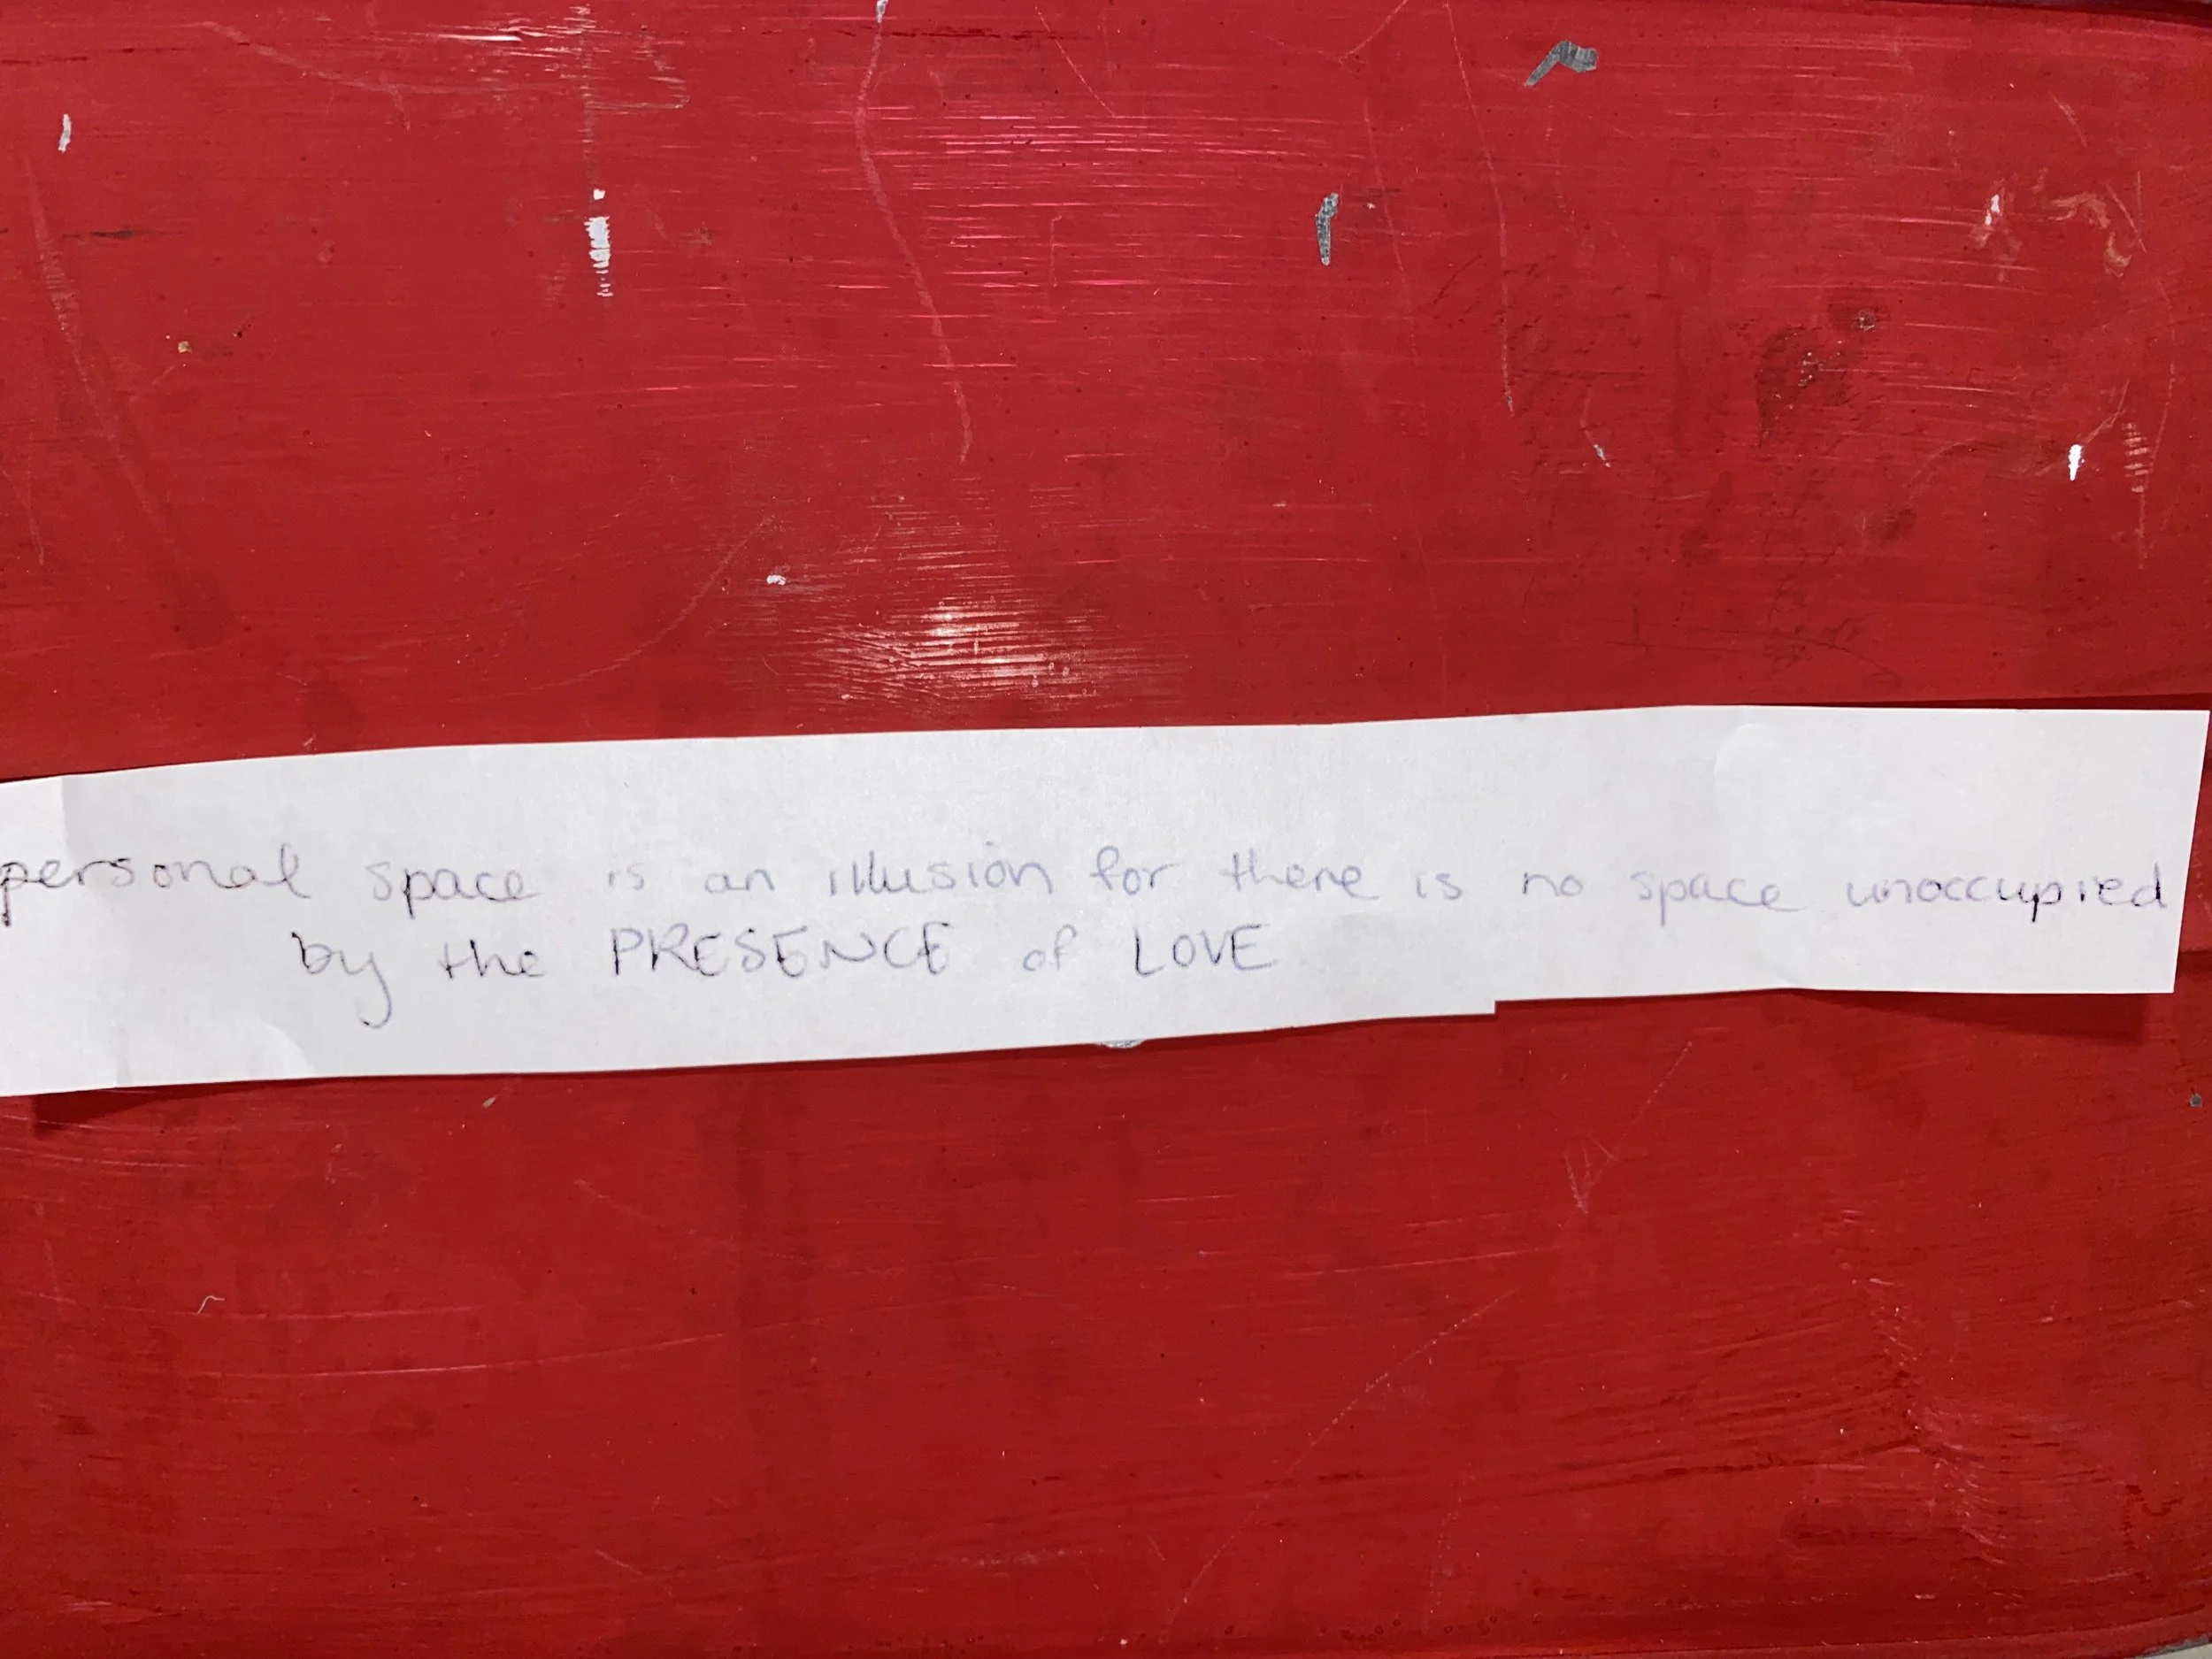 personal space is an illusion for there is no space unoccupied
by the PRESENCE of LOVE